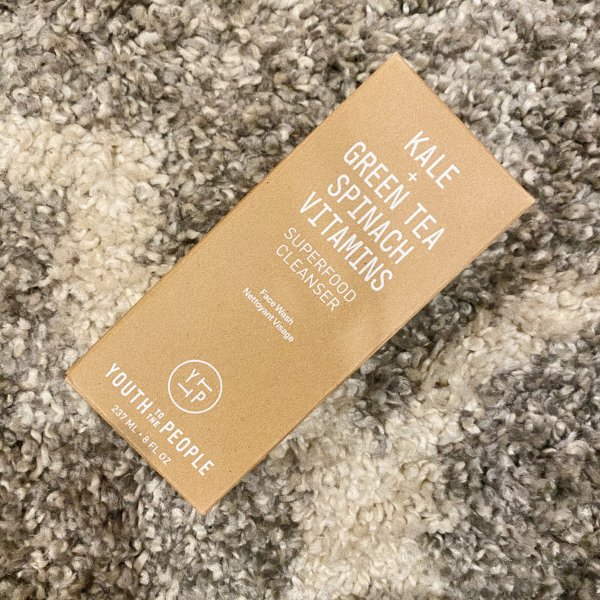 KALE
+
GREEN TEA
SPINACH
VITAMINS
SUPERFOOD
CLEANSER
Face Wash
Nettoyant Visage
Y
T P
YOUTH TO THE PEOPLE
237 ML • 8 FL OZ